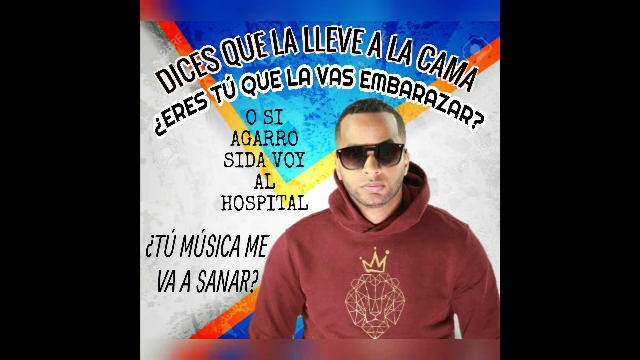 DICES QUE LA LLEVE A LA CAMA
¿ERES TÚ QUE LA VAS EMBARAZAR?
O SI
AGARRO
SIDA VOY
AL
HOSPITAL
¿TÚ MÚSICA ME
VA A SANAR?